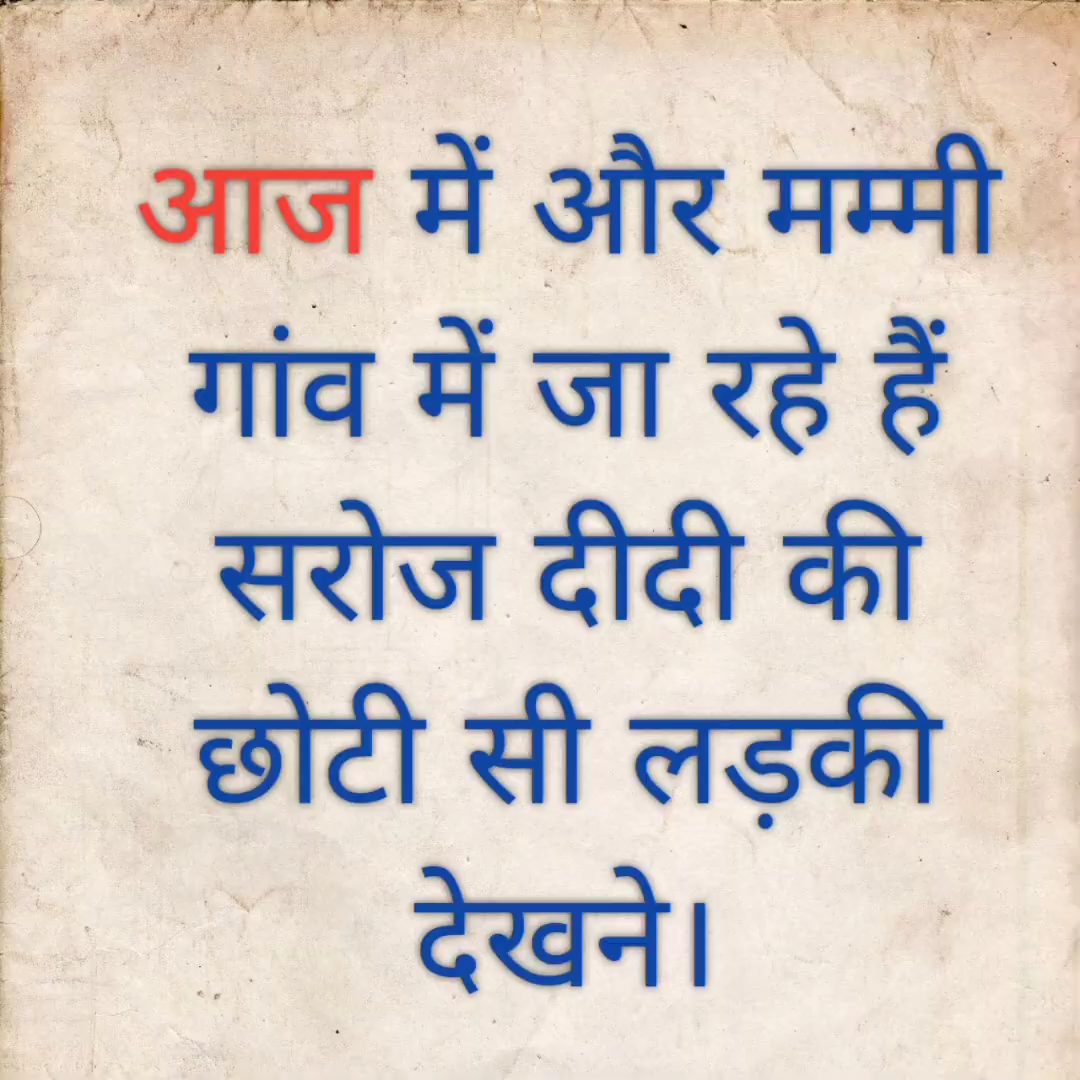 आज में और मम्मी
गांव में जा रहे हैं
सरोज दीदी की
छोटी सी लड़की
देखने।